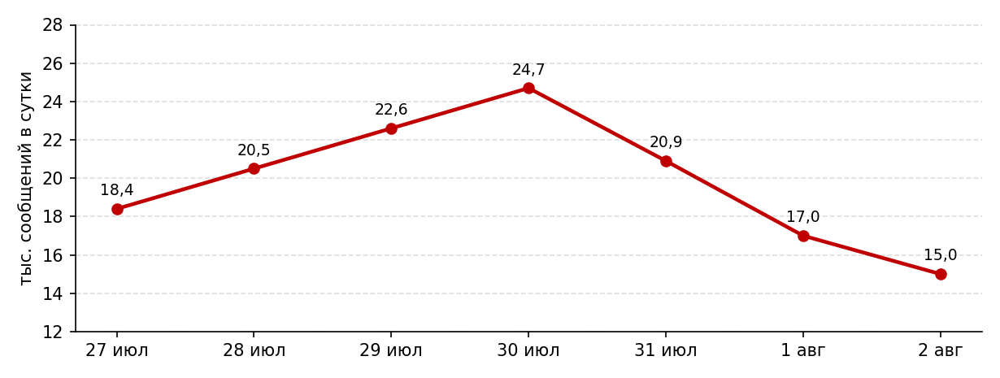 тыс. сообщений в сутки
28
26
24
22
20
18
16
14
12
18,4
20,5
22,6
24,7
20,9
17,0
15,0
27 июл
28 июл
29 июл
30 июл
31 июл
1 авг
2 авг